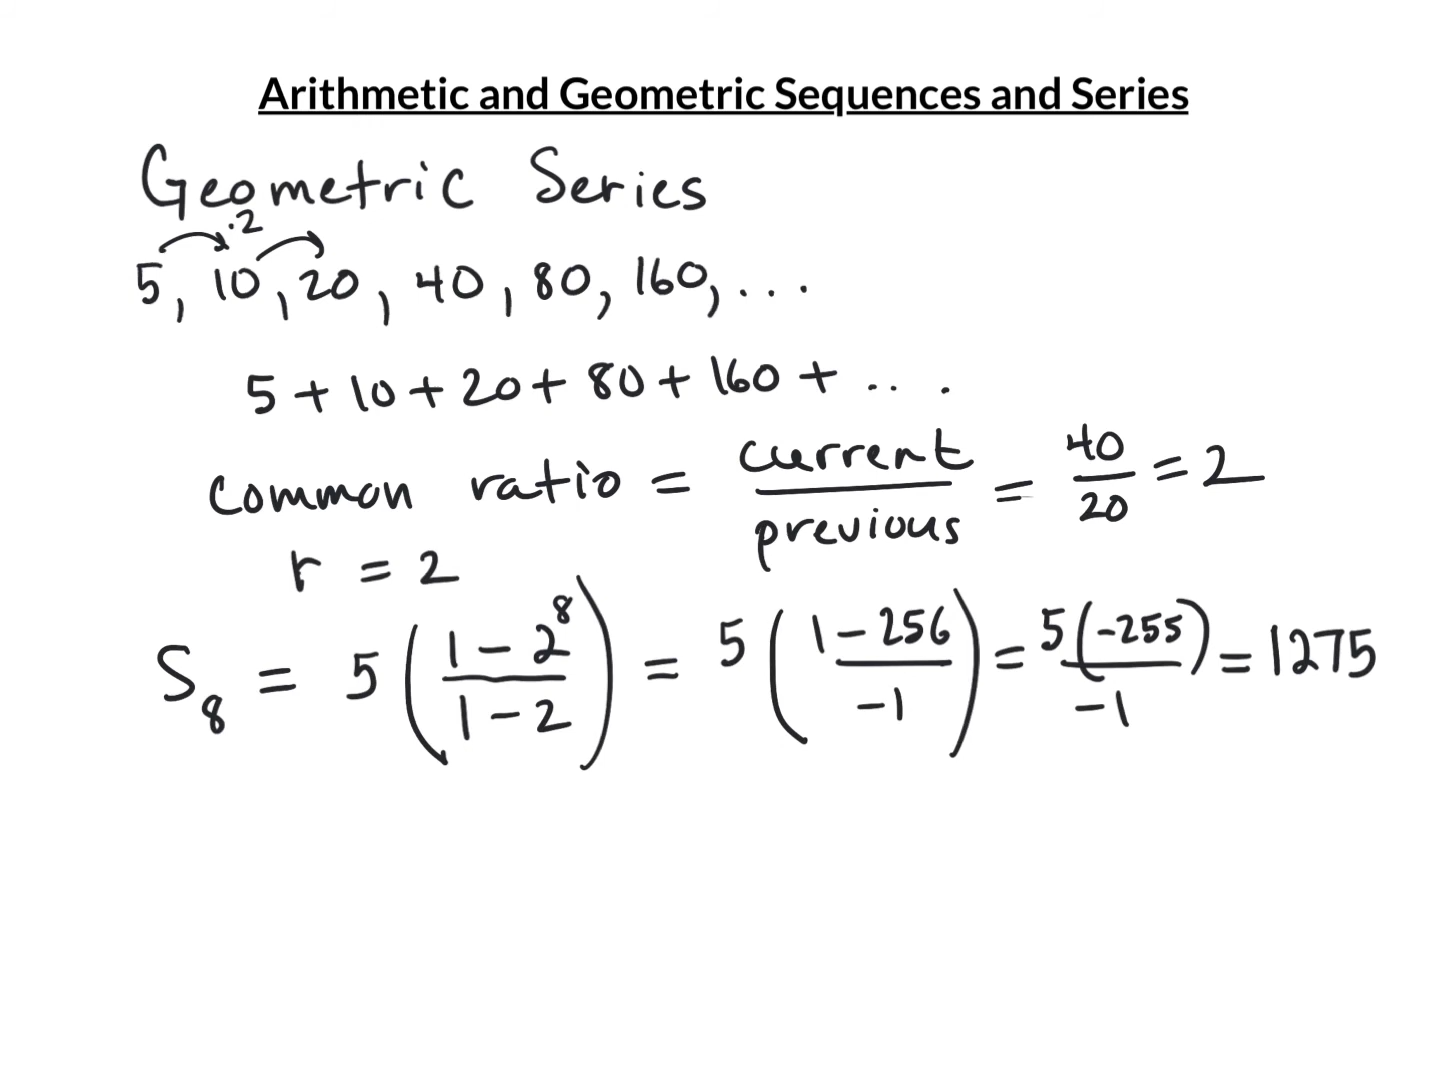 Arithmetic and Geometric Sequences and Series
Geometric Series
·2
5, 10, 20, 40, 80, 160, ...
5 + 10 + 20 + 80 + 160 + ...
common ratio = current/previous = 40/20 = 2
r = 2
S₈ = 5 ((1 - 2⁸)/(1 - 2)) = 5 ((1 - 256)/-1) = 5(-255)/-1 = 1275